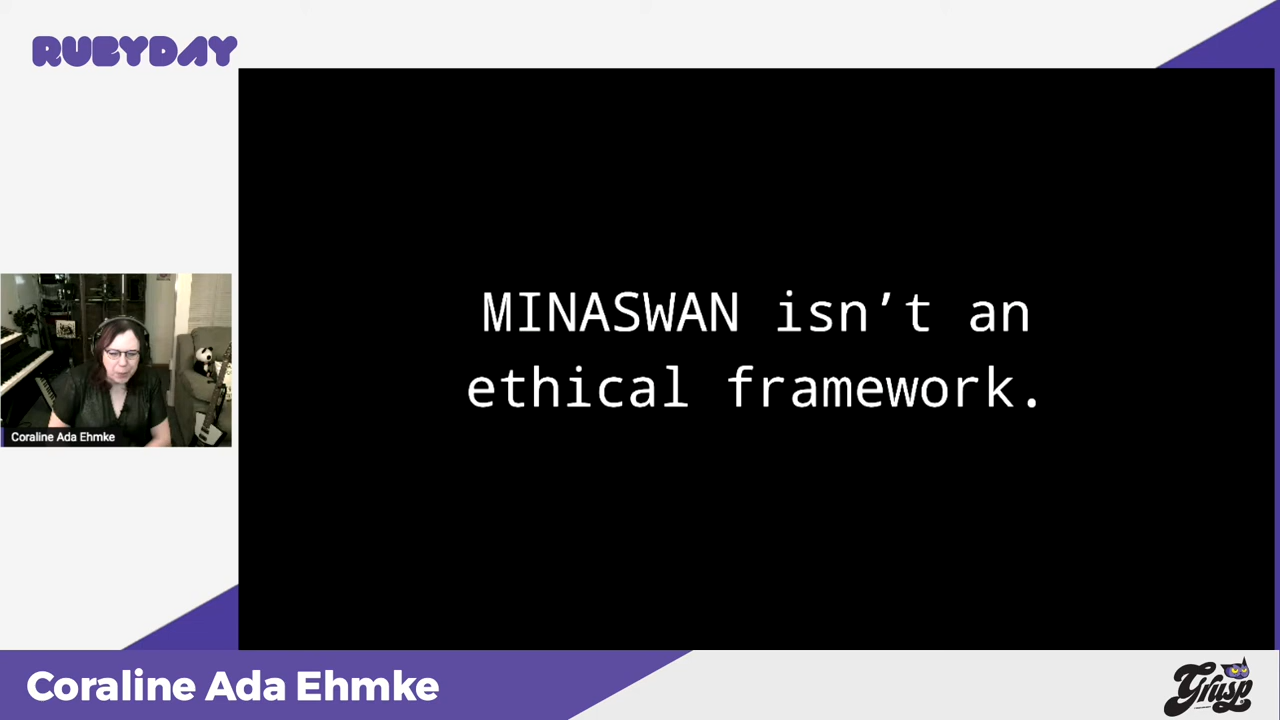 RUBYDAY
MINASWAN isn’t an
ethical framework.
Coraline Ada Ehmke
Coraline Ada Ehmke
Grusp